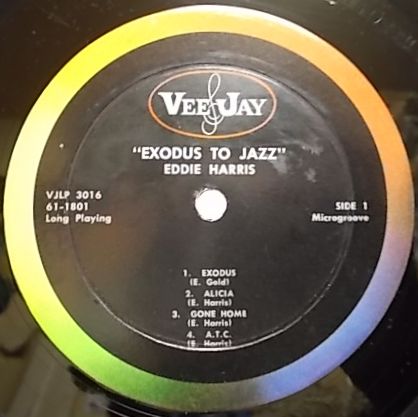 VEE JAY
"EXODUS TO JAZZ"
EDDIE HARRIS
VJLP 3016
61-1801
Long Playing
SIDE 1
Microgroove
1. EXODUS
(E. Gold)
2. ALICIA
(E. Harris)
3. GONE HOME
(E. Harris)
4. A.T.C.
(E. Harris)